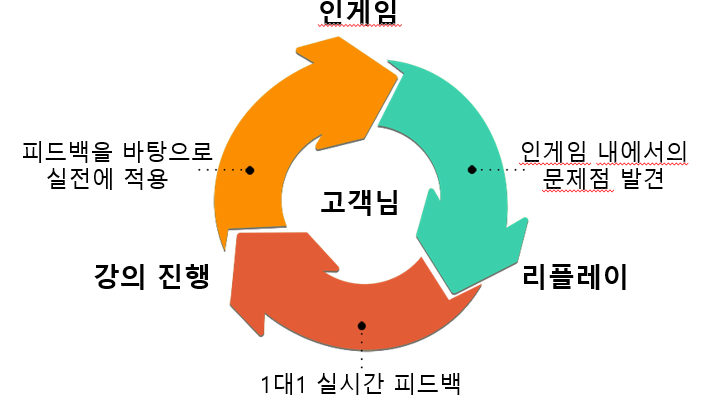 인게임
피드백을 바탕으로
실전에 적용
인게임 내에서의
문제점 발견
고객님
강의 진행
리플레이
1대1 실시간 피드백